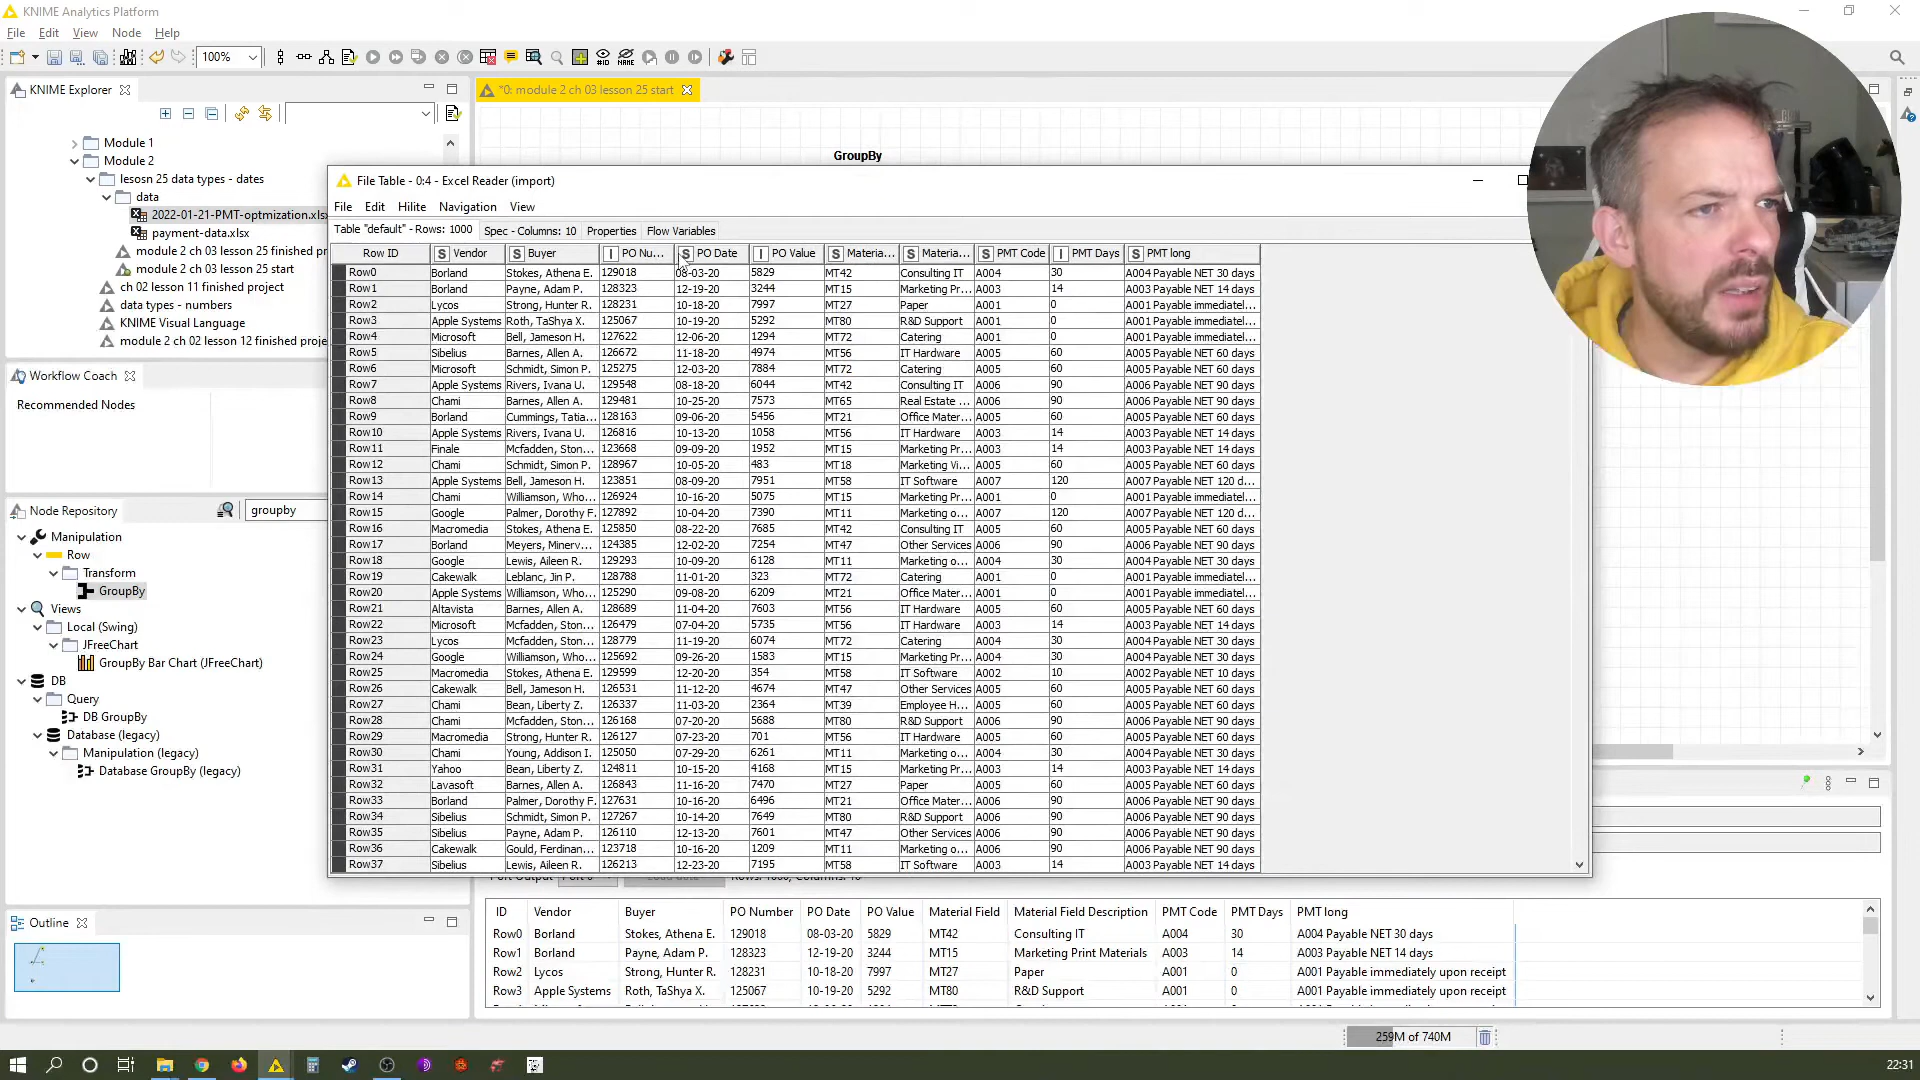 KNIME Analytics Platform
File Edit View Node Help
100%
KNIME Explorer
*0: module 2 ch 03 lesson 25 start
Module 1
Module 2
lesosn 25 data types - dates
data
2022-01-21-PMT-optmization.xlsx
payment-data.xlsx
module 2 ch 03 lesson 25 finished pro
module 2 ch 03 lesson 25 start
ch 02 lesson 11 finished project
data types - numbers
KNIME Visual Language
module 2 ch 02 lesson 12 finished proje
GroupBy
Workflow Coach
Recommended Nodes
Node Repository
groupby
Manipulation
Row
Transform
GroupBy
Views
Local (Swing)
JFreeChart
GroupBy Bar Chart (JFreeChart)
DB
Query
DB GroupBy
Database (legacy)
Manipulation (legacy)
Database GroupBy (legacy)
Outline
File Table - 0:4 - Excel Reader (import)
File Edit Hilite Navigation View
Table "default" - Rows: 1000 Spec - Columns: 10 Properties Flow Variables
Row ID S Vendor S Buyer I PO Nu... S PO Date I PO Value S Materia... S Materia... S PMT Code I PMT Days S PMT long
Row0 Borland Stokes, Athena E. 129018 08-03-20 5829 MT42 Consulting IT A004 30 A004 Payable NET 30 days
Row1 Borland Payne, Adam P. 128323 12-19-20 3244 MT15 Marketing Pr... A003 14 A003 Payable NET 14 days
Row2 Lycos Strong, Hunter R. 128231 10-18-20 7997 MT27 Paper A001 0 A001 Payable immediatel...
Row3 Apple Systems Roth, TaShya X. 125067 10-19-20 5292 MT80 R&D Support A001 0 A001 Payable immediatel...
Row4 Microsoft Bell, Jameson H. 127622 12-06-20 1294 MT72 Catering A001 0 A001 Payable immediatel...
Row5 Sibelius Barnes, Allen A. 126672 11-18-20 4974 MT56 IT Hardware A005 60 A005 Payable NET 60 days
Row6 Microsoft Schmidt, Simon P. 125275 12-03-20 7884 MT72 Catering A005 60 A005 Payable NET 60 days
Row7 Apple Systems Rivers, Ivana U. 129548 08-18-20 6044 MT42 Consulting IT A006 90 A006 Payable NET 90 days
Row8 Chami Barnes, Allen A. 129481 10-25-20 7573 MT65 Real Estate ... A006 90 A006 Payable NET 90 days
Row9 Borland Cummings, Tatia... 128163 09-06-20 5456 MT21 Office Mater... A005 60 A005 Payable NET 60 days
Row10 Apple Systems Rivers, Ivana U. 126816 10-13-20 1058 MT56 IT Hardware A003 14 A003 Payable NET 14 days
Row11 Finale Mcfadden, Ston... 123668 09-09-20 1952 MT15 Marketing Pr... A003 14 A003 Payable NET 14 days
Row12 Chami Schmidt, Simon P. 128967 10-05-20 483 MT18 Marketing Vi... A005 60 A005 Payable NET 60 days
Row13 Apple Systems Bell, Jameson H. 123851 08-09-20 7951 MT58 IT Software A007 120 A007 Payable NET 120 d...
Row14 Chami Williamson, Who... 126924 10-16-20 5075 MT15 Marketing Pr... A001 0 A001 Payable immediatel...
Row15 Google Palmer, Dorothy F. 127892 10-04-20 7390 MT11 Marketing o... A007 120 A007 Payable NET 120 d...
Row16 Macromedia Stokes, Athena E. 125850 08-22-20 7685 MT42 Consulting IT A005 60 A005 Payable NET 60 days
Row17 Borland Meyers, Minerv... 124385 12-02-20 7254 MT47 Other Services A006 90 A006 Payable NET 90 days
Row18 Google Lewis, Aileen R. 129293 10-09-20 6128 MT11 Marketing o... A004 30 A005 Payable NET 30 days
Row19 Cakewalk Leblanc, Jin P. 128788 11-01-20 323 MT72 Catering A001 0 A001 Payable immediatel...
Row20 Apple Systems Williamson, Who... 125290 09-08-20 6209 MT21 Office Mater... A001 0 A001 Payable immediatel...
Row21 Altavista Barnes, Allen A. 128689 11-04-20 7603 MT56 IT Hardware A005 60 A005 Payable NET 60 days
Row22 Microsoft Mcfadden, Ston... 126479 07-04-20 5735 MT56 IT Hardware A003 14 A003 Payable NET 14 days
Row23 Lycos Mcfadden, Ston... 128779 11-19-20 6074 MT72 Catering A004 30 A004 Payable NET 30 days
Row24 Google Williamson, Who... 125692 09-26-20 1583 MT15 Marketing Pr... A004 30 A004 Payable NET 30 days
Row25 Macromedia Stokes, Athena E. 129599 12-20-20 354 MT58 IT Software A002 10 A002 Payable NET 10 days
Row26 Cakewalk Bell, Jameson H. 126531 11-12-20 4674 MT47 Other Services A005 60 A005 Payable NET 60 days
Row27 Chami Bean, Liberty Z. 126337 11-03-20 2364 MT39 Employee H... A005 60 A005 Payable NET 60 days
Row28 Chami Mcfadden, Ston... 126168 07-20-20 5688 MT80 R&D Support A006 90 A006 Payable NET 90 days
Row29 Macromedia Strong, Hunter R. 126127 07-23-20 701 MT56 IT Hardware A005 60 A005 Payable NET 60 days
Row30 Chami Young, Addison I. 125050 07-29-20 6261 MT11 Marketing o... A004 30 A004 Payable NET 30 days
Row31 Yahoo Bean, Liberty Z. 124811 10-15-20 4168 MT15 Marketing Pr... A003 14 A003 Payable NET 14 days
Row32 Lavasoft Barnes, Allen A. 126843 11-16-20 7470 MT27 Paper A005 60 A005 Payable NET 60 days
Row33 Borland Palmer, Dorothy F. 127631 10-16-20 6496 MT21 Office Mater... A006 90 A006 Payable NET 90 days
Row34 Sibelius Schmidt, Simon P. 127267 10-14-20 7649 MT80 R&D Support A006 90 A006 Payable NET 90 days
Row35 Sibelius Payne, Adam P. 126110 12-13-20 7601 MT47 Other Services A006 90 A006 Payable NET 90 days
Row36 Cakewalk Gould, Ferdinan... 123718 10-16-20 1209 MT11 Marketing o... A006 90 A006 Payable NET 90 days
Row37 Sibelius Lewis, Aileen R. 126213 12-23-20 7195 MT58 IT Software A003 14 A003 Payable NET 14 days
ID Vendor Buyer PO Number PO Date PO Value Material Field Material Field Description PMT Code PMT Days PMT long
Row0 Borland Stokes, Athena E. 129018 08-03-20 5829 MT42 Consulting IT A004 30 A004 Payable NET 30 days
Row1 Borland Payne, Adam P. 128323 12-19-20 3244 MT15 Marketing Print Materials A003 14 A003 Payable NET 14 days
Row2 Lycos Strong, Hunter R. 128231 10-18-20 7997 MT27 Paper A001 0 A001 Payable immediately upon receipt
Row3 Apple Systems Roth, TaShya X. 125067 10-19-20 5292 MT80 R&D Support A001 0 A001 Payable immediately upon receipt
259M of 740M
22:31